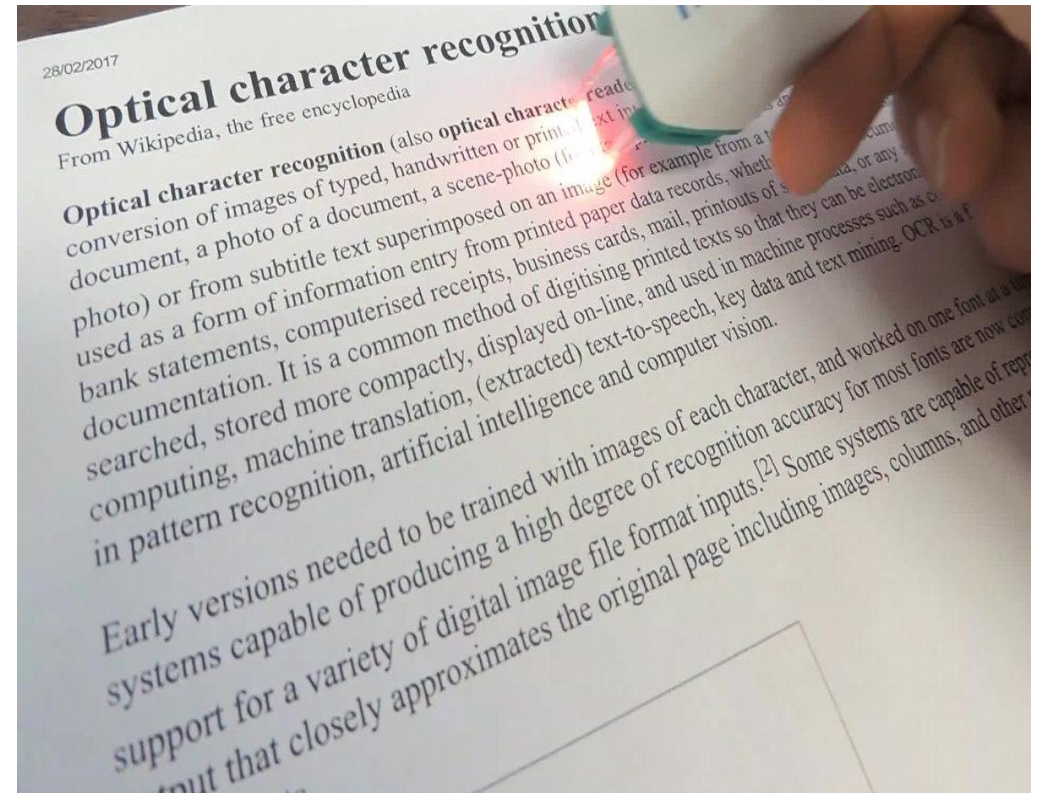 28/02/2017
Optical character recognition
From Wikipedia, the free encyclopedia
Optical character recognition (also optical character
conversion of images of typed, handwritten or
document, a photo of a document, a scene-photo
photo) or from subtitle text superimposed on an image (for example from a
used as a form of information entry from printed paper data records,
bank statements, computerised receipts, business cards, mail, printouts of or any
documentation. It is a common method of digitising printed texts so that they can be
searched, stored more compactly, displayed on-line, and used in machine processes such as
computing, machine translation, (extracted) text-to-speech, key data and text mining. OCR is a
in pattern recognition, artificial intelligence and computer vision.
Early versions needed to be trained with images of each character, and worked on one font at a
systems capable of producing a high degree of recognition accuracy for most fonts are now
support for a variety of digital image file format inputs.[2] Some systems are capable of
that closely approximates the original page including images, columns, and other